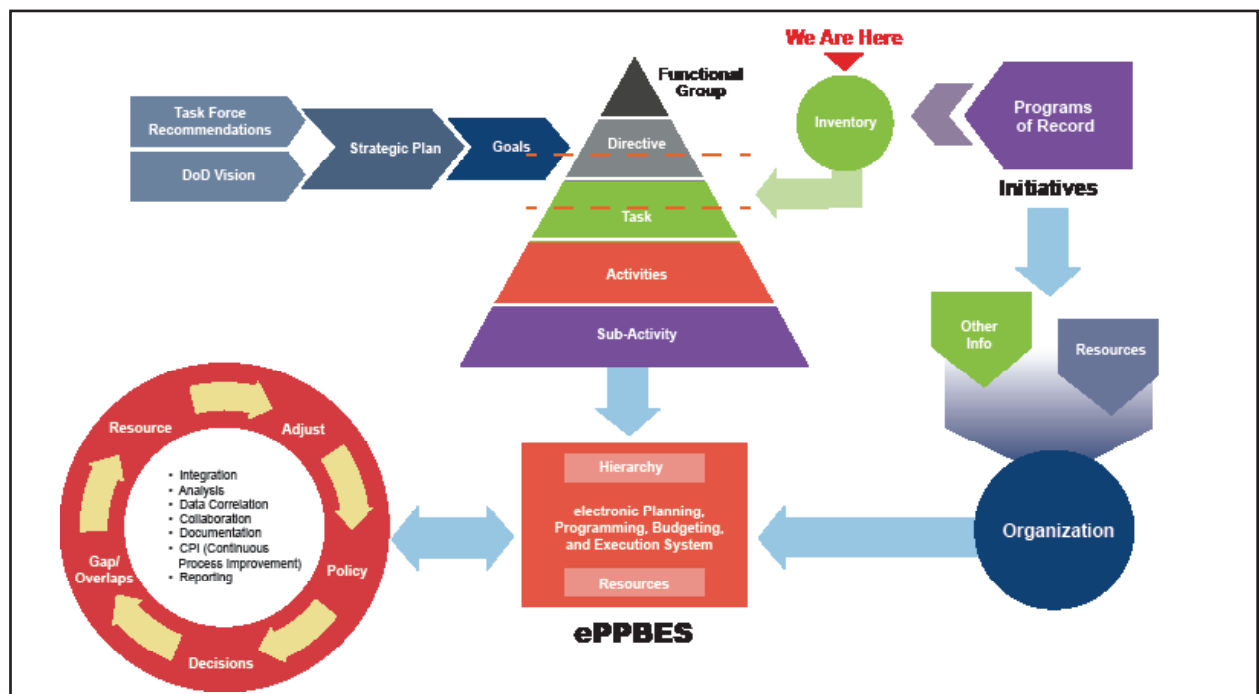 We Are Here
Functional
Group
Task Force
Recommendations
DoD Vision
Strategic Plan
Goals
Directive
Task
Activities
Sub-Activity
Inventory
Programs
of Record
Initiatives
Other
Info
Resources
Organization
Hierarchy
electronic Planning,
Programming, Budgeting,
and Execution System
Resources
ePPBES
Resource
Adjust
Policy
Decisions
Gap/
Overlaps
• Integration
• Analysis
• Data Correlation
• Collaboration
• Documentation
• CPI (Continuous
Process Improvement)
• Reporting